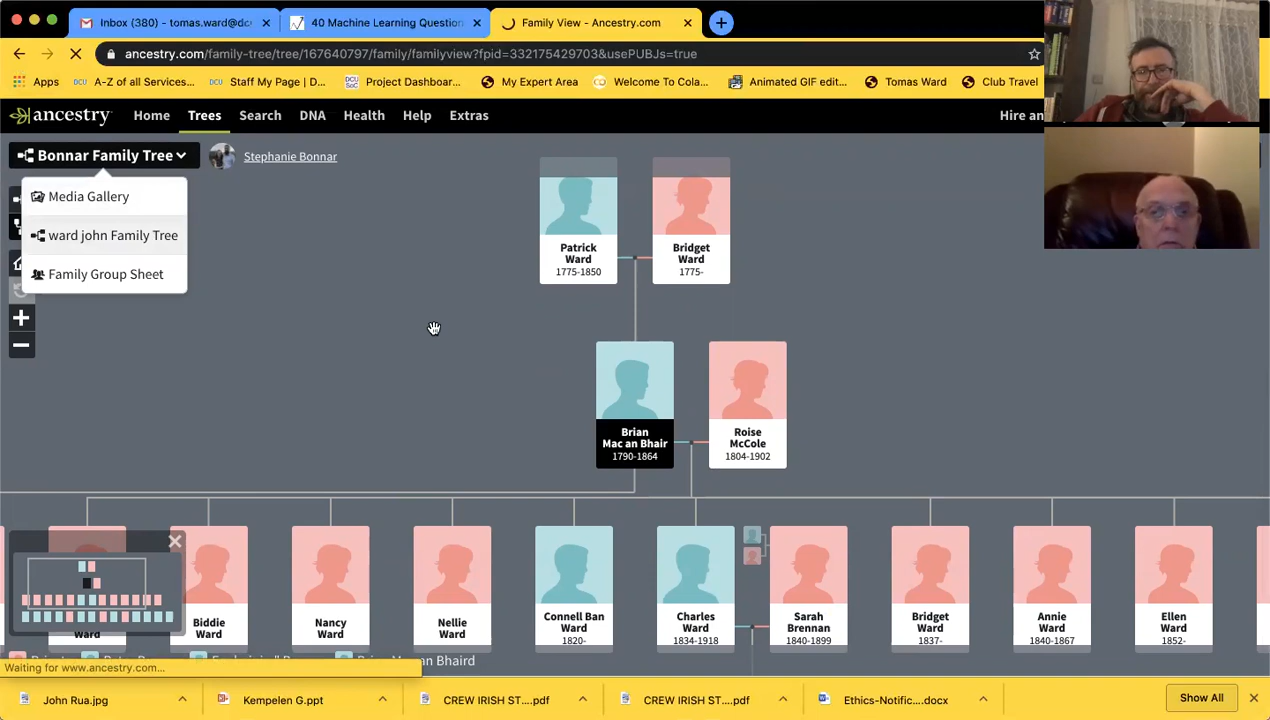 Inbox (380) - tomas.ward@dc
40 Machine Learning Question
Family View - Ancestry.com
ancestry.com/family-tree/tree/167640797/family/familyview?fpid=332175429703&usePUBJs=true
Apps
A-Z of all Services...
Staff My Page | D...
Project Dashboar...
My Expert Area
Welcome To Cola...
Animated GIF edit...
Tomas Ward
Club Travel
ancestry
Home
Trees
Search
DNA
Health
Help
Extras
Hire an
Bonnar Family Tree
Stephanie Bonnar
Media Gallery
ward john Family Tree
Family Group Sheet
Patrick
Ward
1775-1850
Bridget
Ward
1775-
Brian
Mac an Bhair
1790-1864
Roise
McCole
1804-1902
Ward
Biddie
Ward
Nancy
Ward
Nellie
Ward
Connell Ban
Ward
1820-
Charles
Ward
1834-1918
Sarah
Brennan
1840-1899
Bridget
Ward
1837-
Annie
Ward
1840-1867
Ellen
Ward
1852-
an Bhaird
Waiting for www.ancestry.com...
John Rua.jpg
Kempelen G.ppt
CREW IRISH ST....pdf
CREW IRISH ST....pdf
Ethics-Notific....docx
Show All